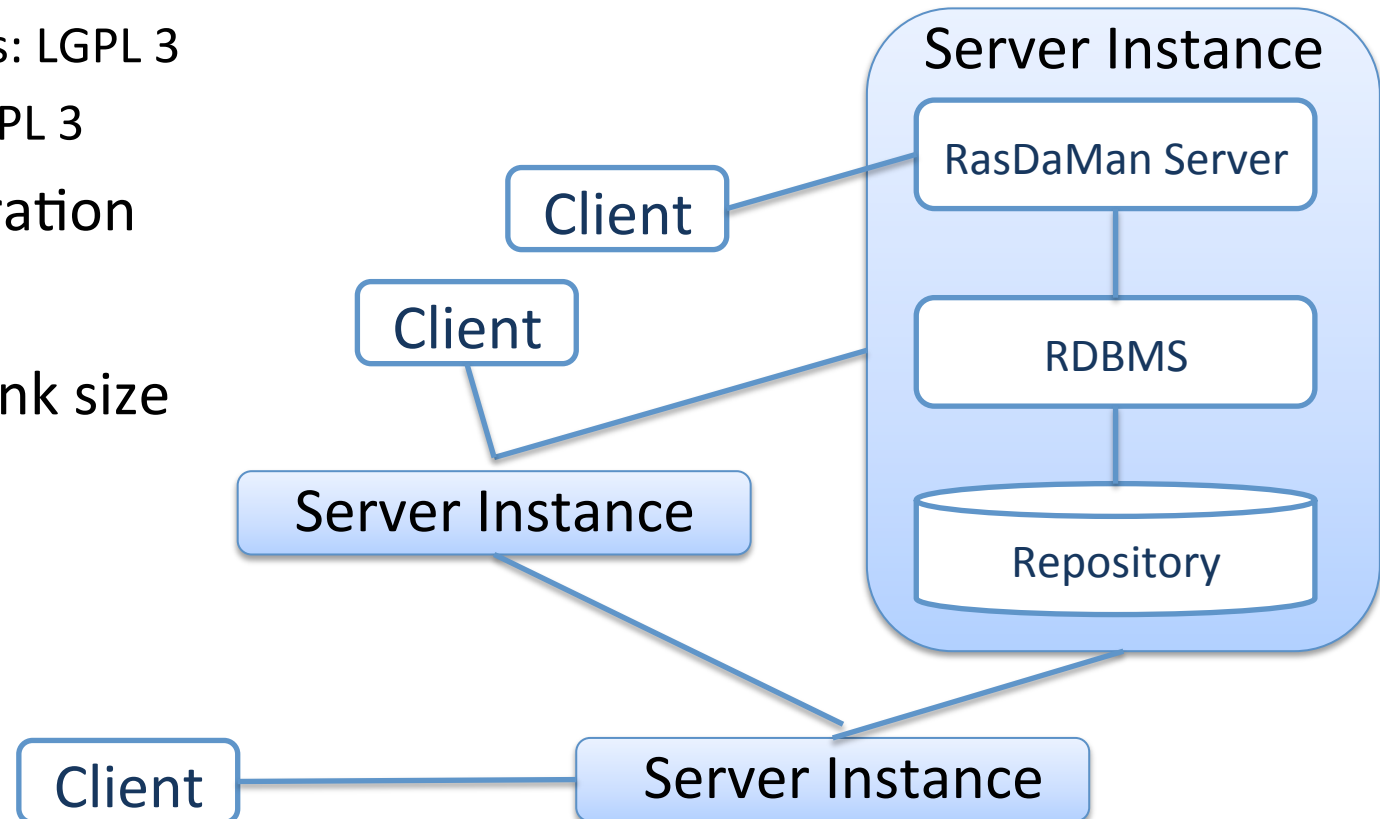 s: LGPL 3
PL 3
ration
nk size
Server Instance
RasDaMan Server
RDBMS
Repository
Client
Client
Server Instance
Client
Server Instance